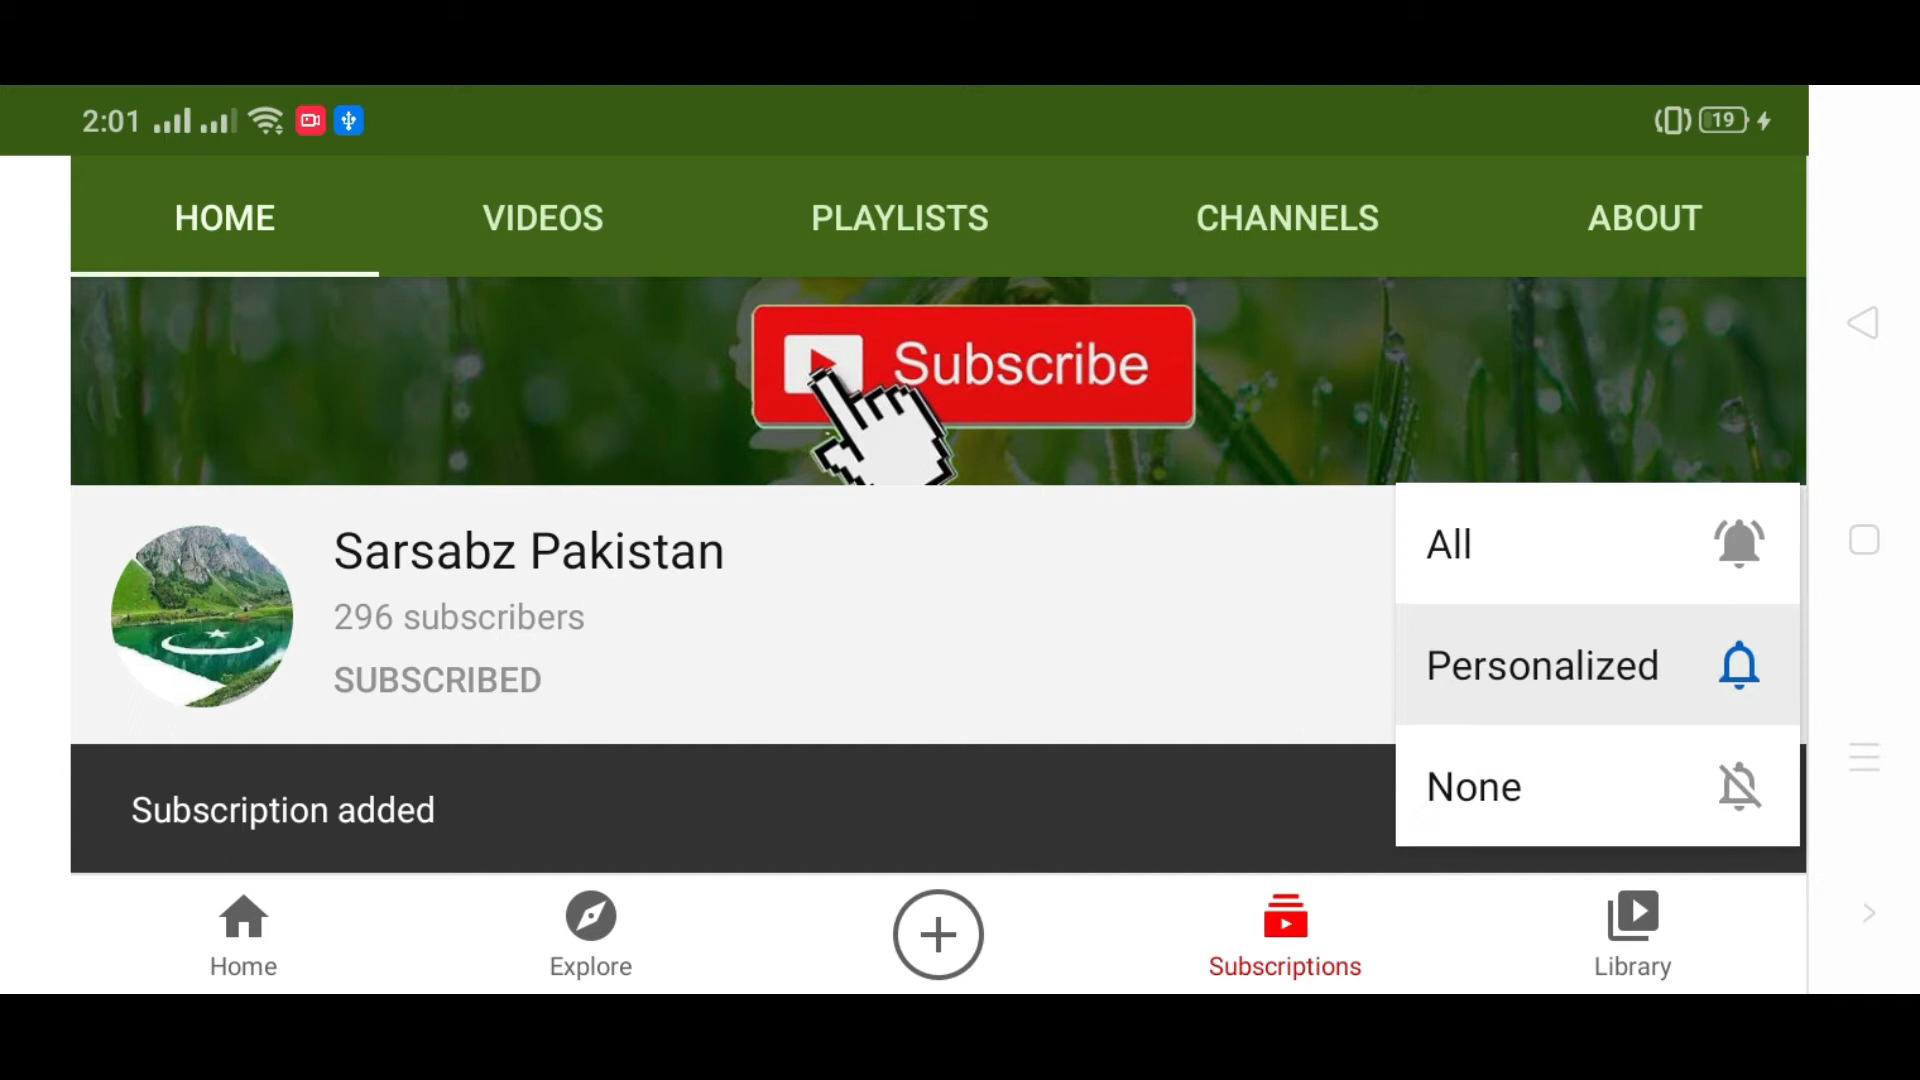 2:01
19
HOME VIDEOS PLAYLISTS CHANNELS ABOUT
Subscribe
Sarsabz Pakistan
296 subscribers
SUBSCRIBED
All
Personalized
None
Subscription added
Home Explore Subscriptions Library